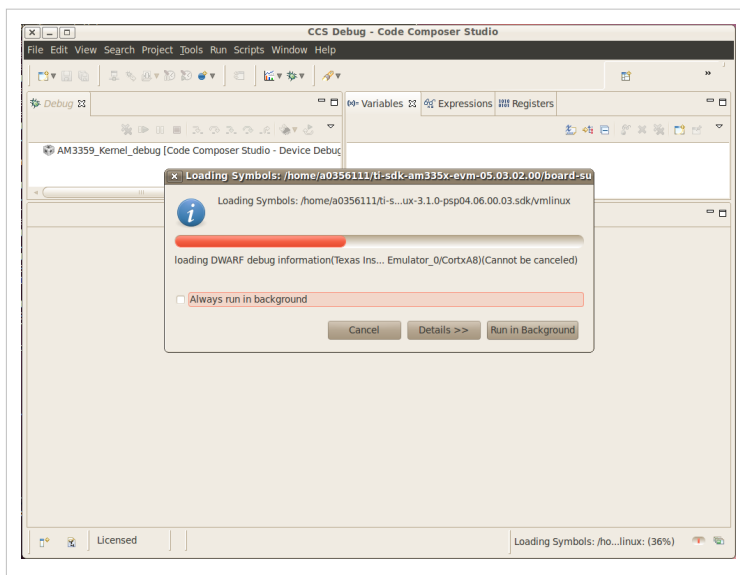 CCS Debug - Code Composer Studio
File Edit View Search Project Tools Run Scripts Window Help
»
Debug
(x)= Variables Expressions 1010 Registers
AM3359_Kernel_debug [Code Composer Studio - Device Debug
Loading Symbols: /home/a0356111/ti-sdk-am335x-evm-05.03.02.00/board-su
Loading Symbols: /home/a0356111/ti-s...ux-3.1.0-psp04.06.00.03.sdk/vmlinux
loading DWARF debug information(Texas Ins... Emulator_0/CortxA8)(Cannot be canceled)
Always run in background
Cancel Details >> Run in Background
Licensed
Loading Symbols: /ho...linux: (36%)